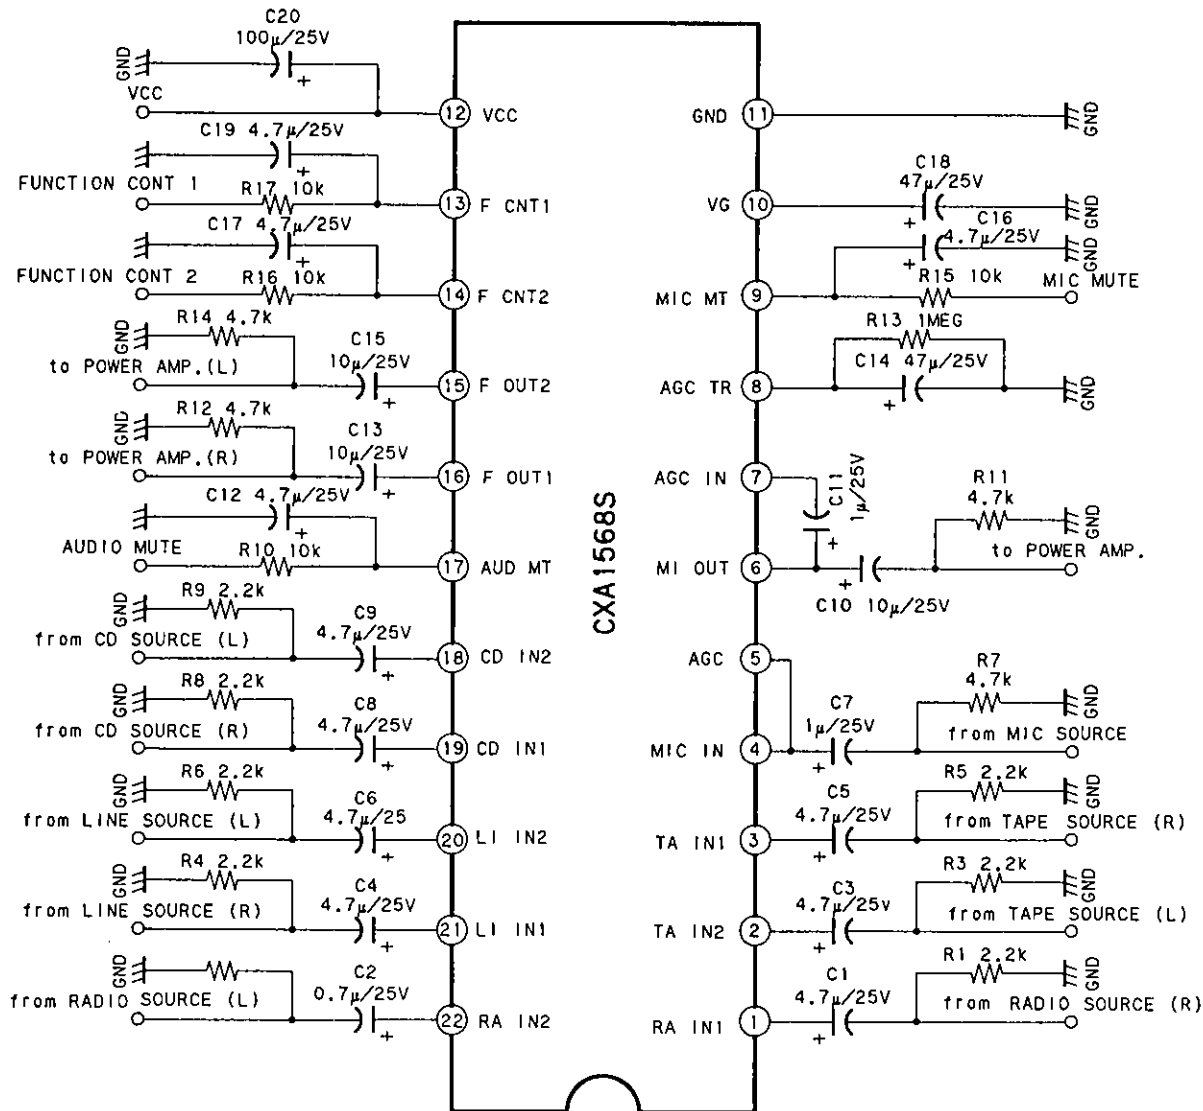 C20
100μ/25V
GND
VCC
12 VCC
C19 4.7μ/25V
FUNCTION CONT 1
R17 10k
13 F CNT1
C17 4.7μ/25V
FUNCTION CONT 2
R16 10k
14 F CNT2
R14 4.7k
GND
to POWER AMP.(L)
C15
10μ/25V
15 F OUT2
R12 4.7k
GND
to POWER AMP.(R)
C13
10μ/25V
16 F OUT1
C12 4.7μ/25V
AUDIO MUTE
R10 10k
17 AUD MT
R9 2.2k
GND
from CD SOURCE (L)
C9
4.7μ/25V
18 CD IN2
R8 2.2k
GND
from CD SOURCE (R)
C8
4.7μ/25V
19 CD IN1
R6 2.2k
GND
from LINE SOURCE (L)
C6
4.7μ/25
20 LI IN2
R4 2.2k
GND
from LINE SOURCE (R)
C4
4.7μ/25V
21 LI IN1
GND
from RADIO SOURCE (L)
C2
0.7μ/25V
22 RA IN2
CXA1568S
GND 11
GND
C18
47μ/25V
VG 10
GND
C16
4.7μ/25V
GND
R15 10k
MIC MT 9
MIC MUTE
R13 1MEG
C14 47μ/25V
AGC TR 8
GND
AGC IN 7
C11
1μ/25V
R11
4.7k
GND
to POWER AMP.
MI OUT 6
C10 10μ/25V
AGC 5
R7
4.7k
GND
C7
1μ/25V
from MIC SOURCE
MIC IN 4
R5 2.2k
GND
C5
4.7μ/25V
from TAPE SOURCE (R)
TA IN1 3
R3 2.2k
GND
C3
4.7μ/25V
from TAPE SOURCE (L)
TA IN2 2
R1 2.2k
GND
C1
4.7μ/25V
from RADIO SOURCE (R)
RA IN1 1